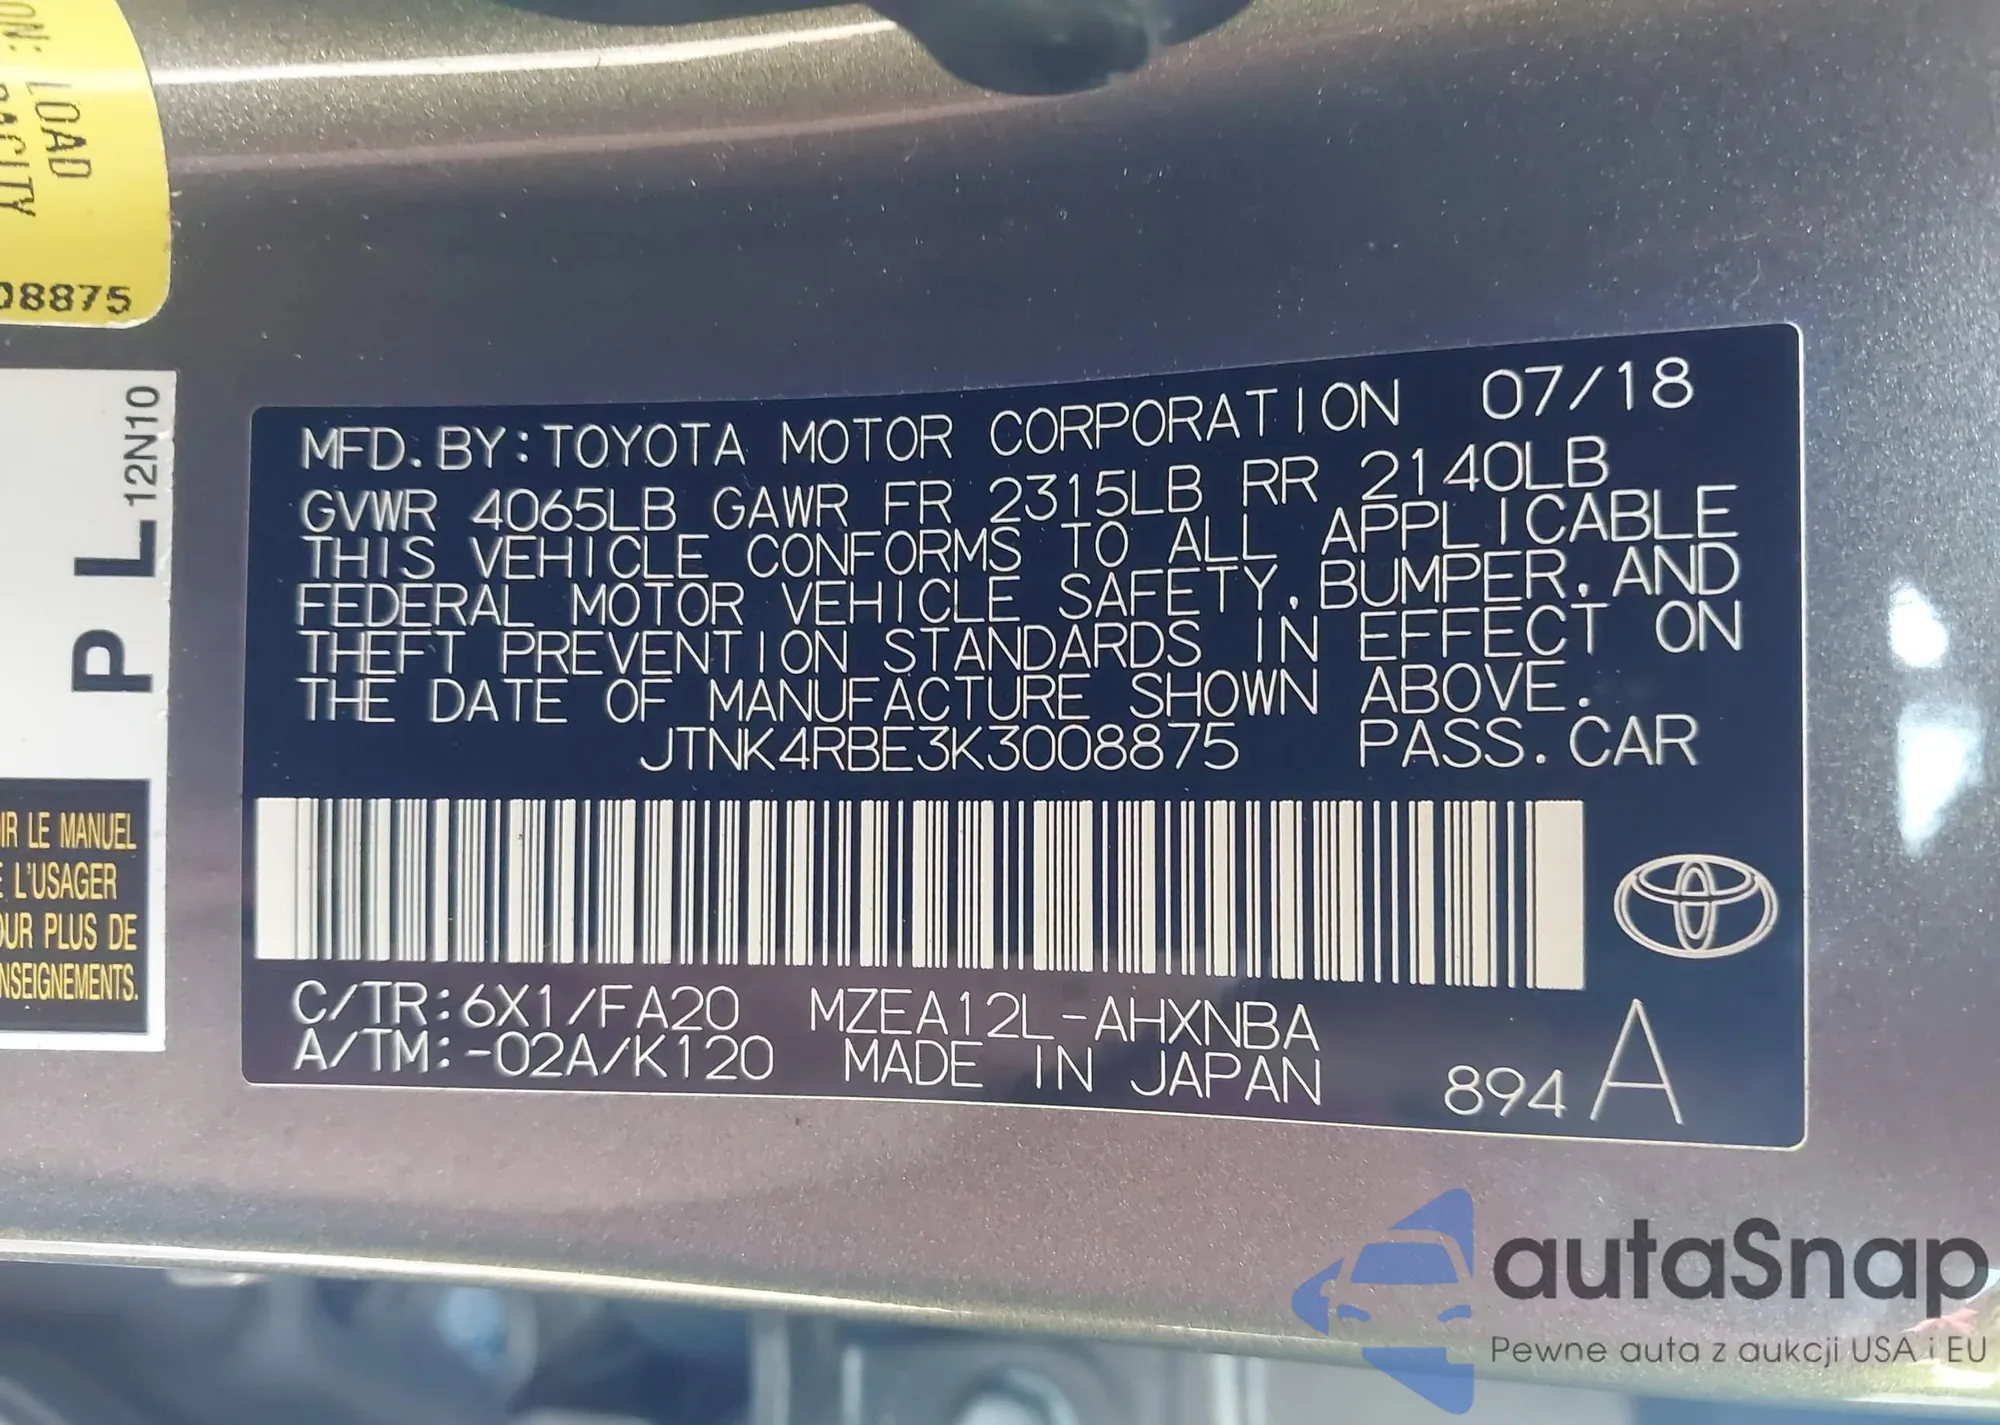 LOAD
08875
12N10
P L
LE MANUEL
L'USAGER
PLUS DE
MFD. BY: TOYOTA MOTOR CORPORATION 07/18
GVWR 4065LB GAWR FR 2315LB RR 2140LB
THIS VEHICLE CONFORMS TO ALL APPLICABLE
FEDERAL MOTOR VEHICLE SAFETY, BUMPER, AND
THEFT PREVENTION STANDARDS IN EFFECT ON
THE DATE OF MANUFACTURE SHOWN ABOVE.
JTNK4RBE3K3008875 PASS. CAR
C/TR: 6X1/FA20 MZEA12L-AHXNBA
A/TM: -02A/K120 MADE IN JAPAN 894 A
autaSnap
Pewne auta z aukcji USA i EU